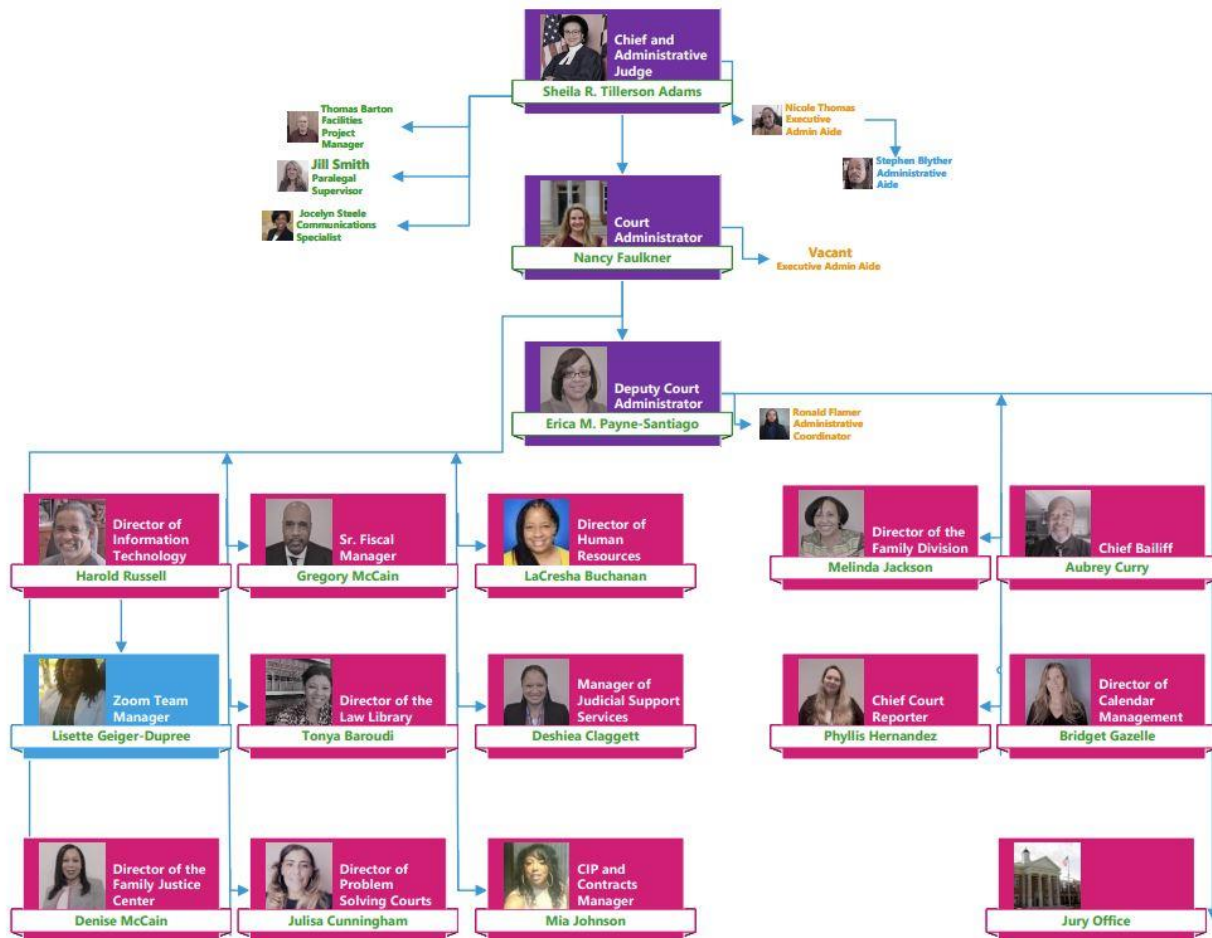 Chief and
Administrative
Judge
Sheila R. Tillerson Adams
Thomas Barton
Facilities
Project
Manager
Jill Smith
Paralegal
Supervisor
Jocelyn Steele
Communications
Specialist
Nicole Thomas
Executive
Admin Aide
Stephen Blyther
Administrative
Aide
Court
Administrator
Nancy Faulkner
Vacant
Executive Admin Aide
Deputy Court
Administrator
Erica M. Payne-Santiago
Ronald Flamer
Administrative
Coordinator
Director of
Information
Technology
Harold Russell
Sr. Fiscal
Manager
Gregory McCain
Director of
Human
Resources
LaCresha Buchanan
Director of the
Family Division
Melinda Jackson
Chief Bailiff
Aubrey Curry
Zoom Team
Manager
Lisette Geiger-Dupree
Director of the
Law Library
Tonya Baroudi
Manager of
Judicial Support
Services
Deshiea Claggett
Chief Court
Reporter
Phyllis Hernandez
Director of
Calendar
Management
Bridget Gazelle
Director of the
Family Justice
Center
Denise McCain
Director of
Problem
Solving Courts
Julisa Cunningham
CIP and
Contracts
Manager
Mia Johnson
Jury Office